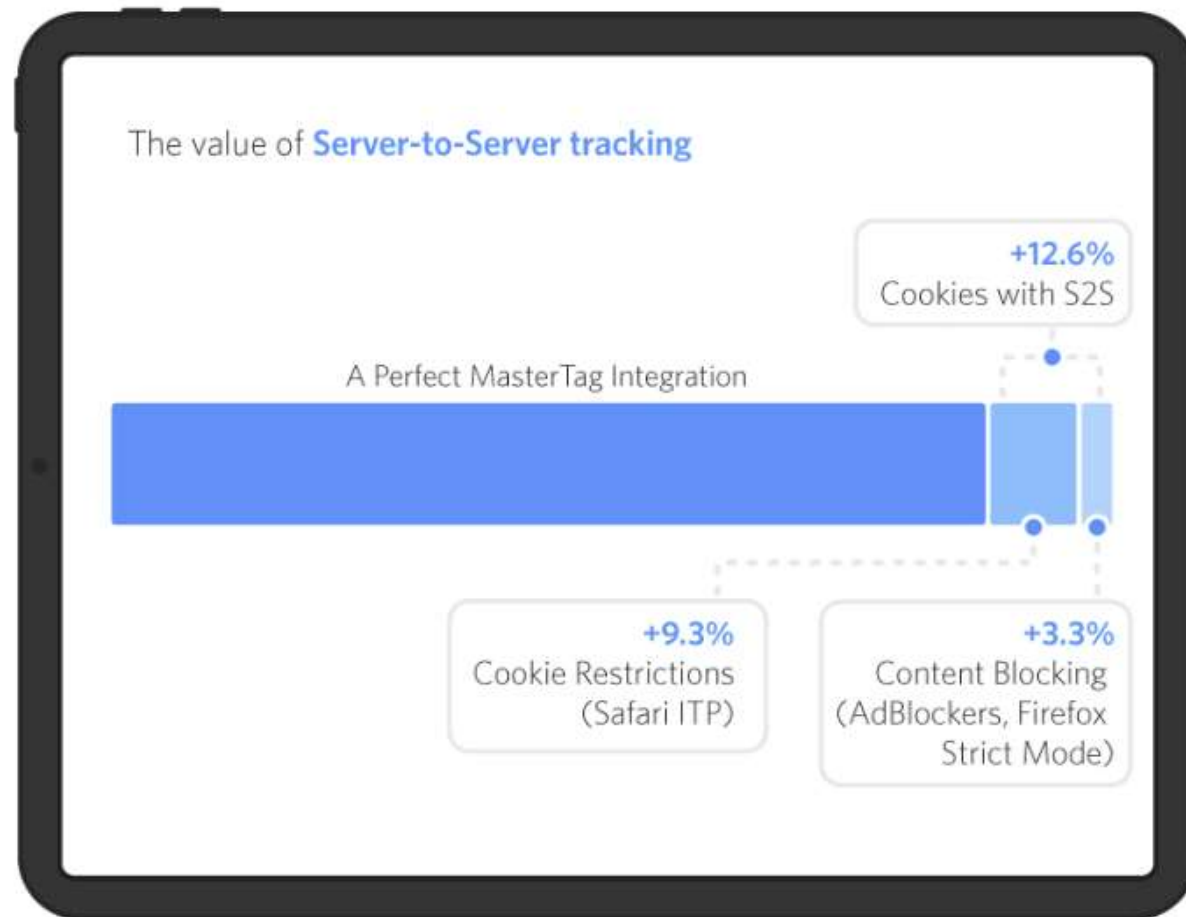 The value of Server-to-Server tracking
+12.6%
Cookies with S2S
A Perfect MasterTag Integration
+9.3%
Cookie Restrictions
(Safari ITP)
+3.3%
Content Blocking
(AdBlockers, Firefox
Strict Mode)